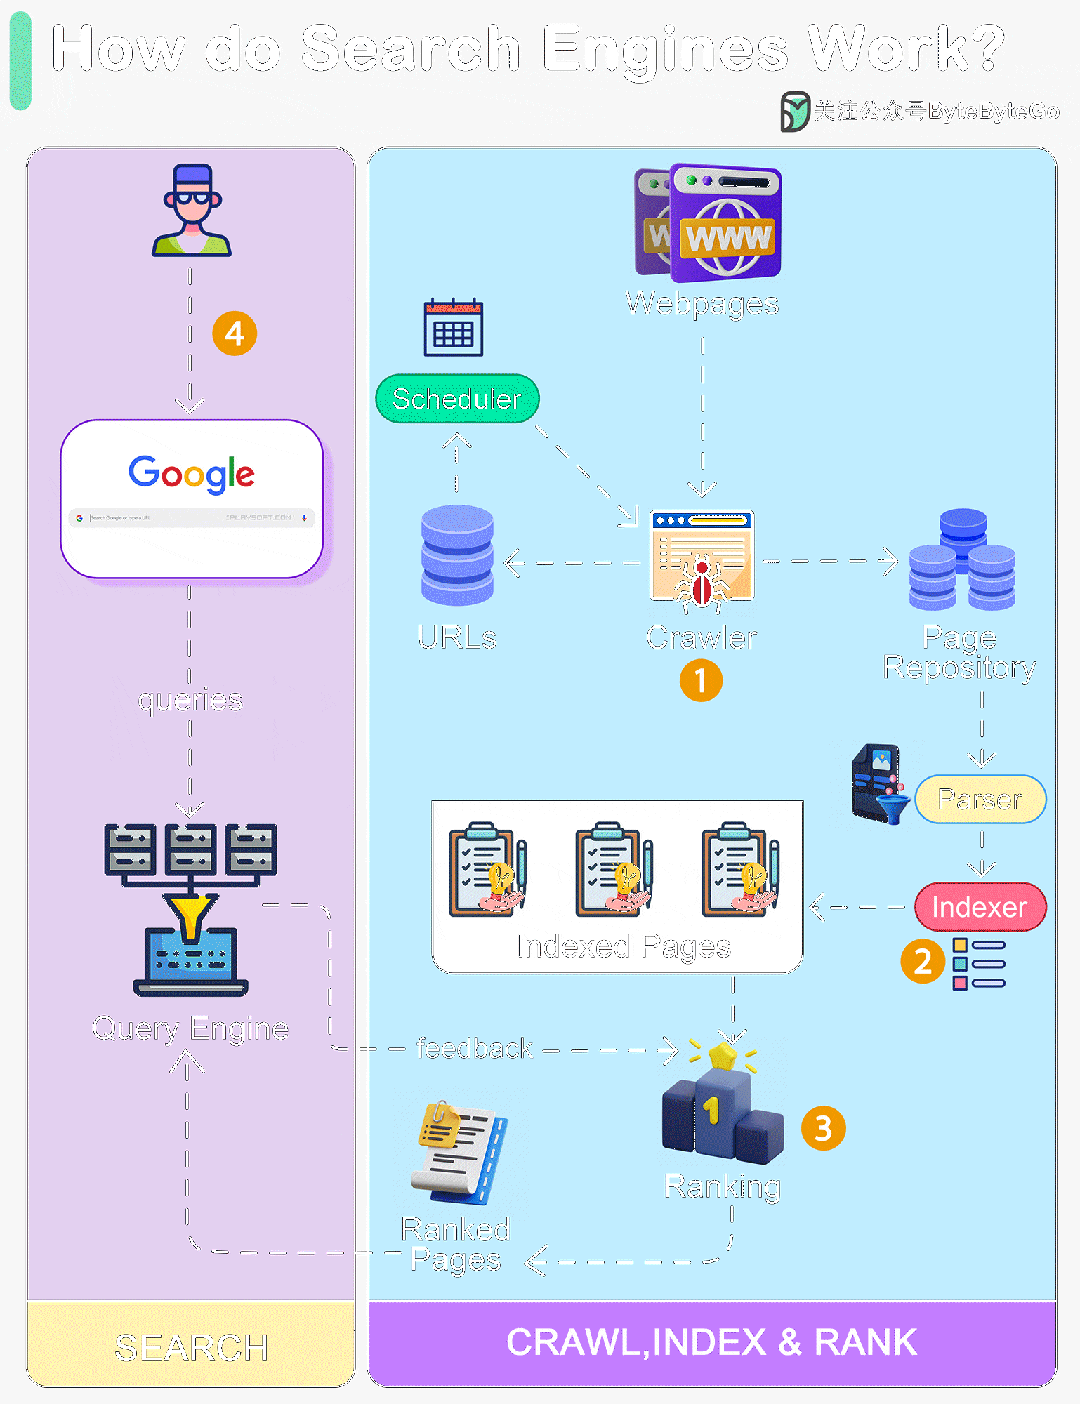 How do Search Engines Work?
关注公众号ByteByteGo
4
Google
queries
Query Engine
SEARCH
WWW
Webpages
Scheduler
URLs
Crawler
1
Page
Repository
Parser
Indexer
2
Indexed Pages
feedback
1
3
Ranking
Ranked
Pages
CRAWL,INDEX & RANK